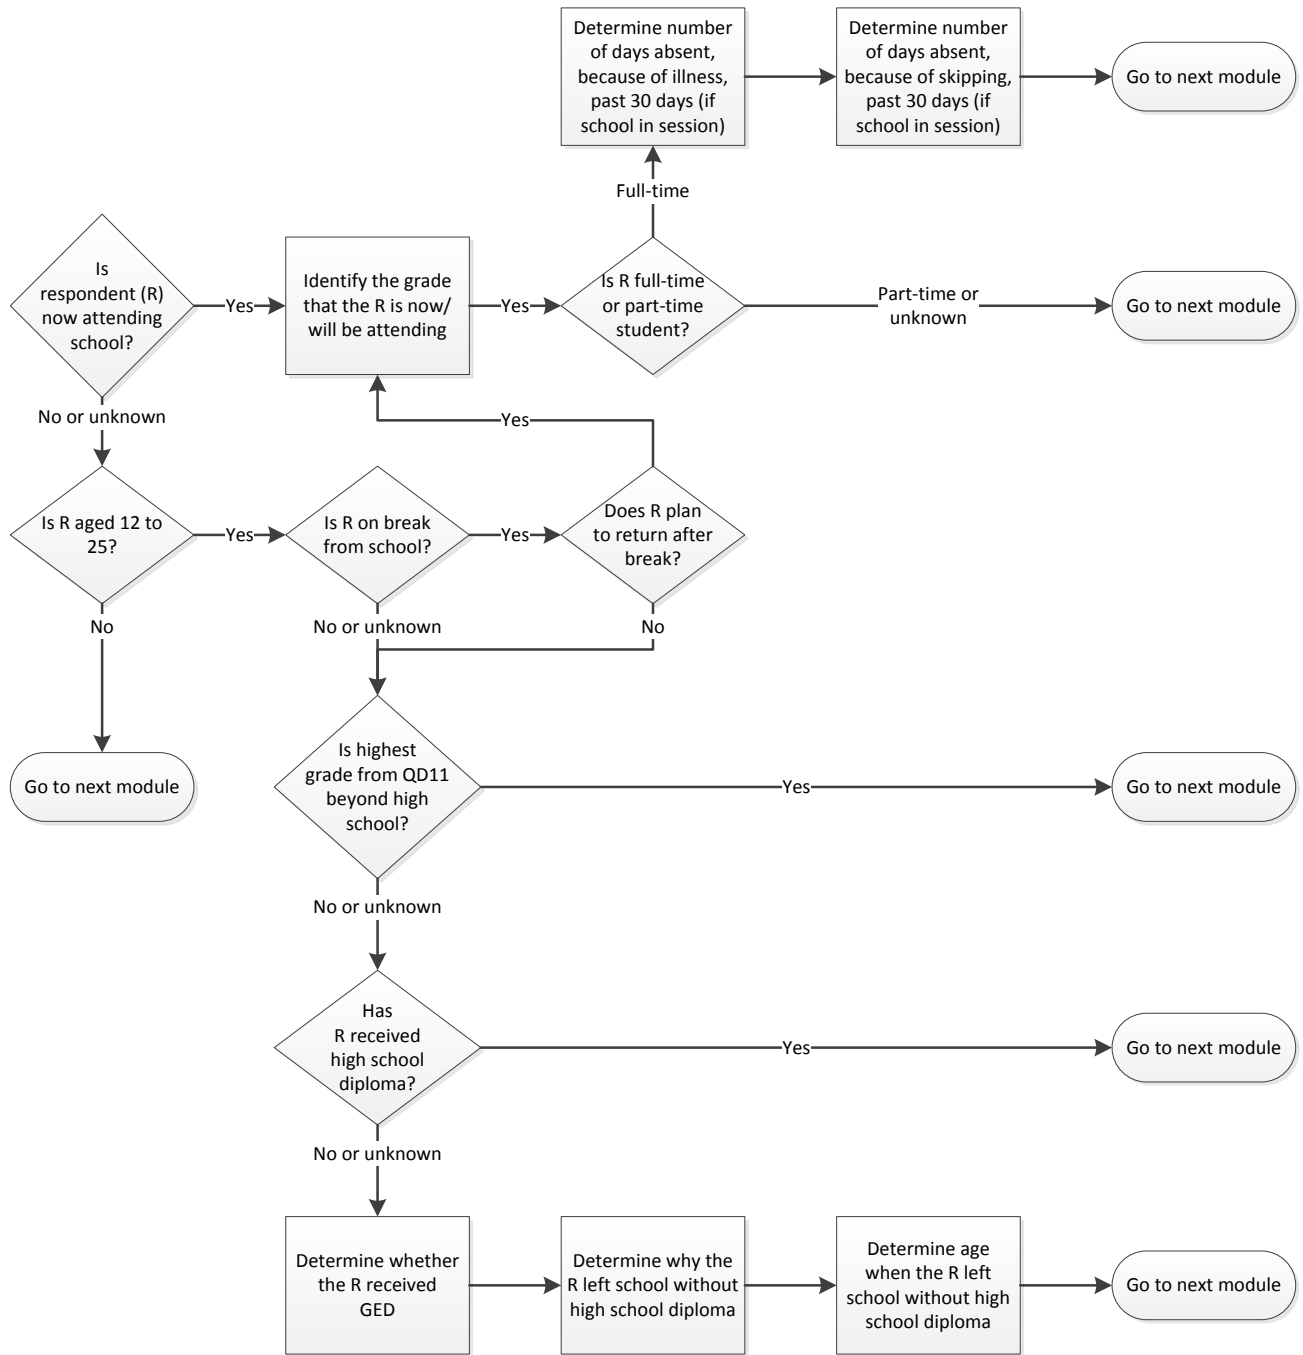 Determine number
of days absent,
because of illness,
past 30 days (if
school in session)
Determine number
of days absent,
because of skipping,
past 30 days (if
school in session)
Go to next module
Full-time
Is
respondent (R)
now attending
school?
Yes
Identify the grade
that the R is now/
will be attending
Yes
Is R full-time
or part-time
student?
Part-time or
unknown
Go to next module
No or unknown
Yes
Is R aged 12 to
25?
Yes
Is R on break
from school?
Yes
Does R plan
to return after
break?
No
No or unknown
No
Go to next module
Is highest
grade from QD11
beyond high
school?
Yes
Go to next module
No or unknown
Has
R received
high school
diploma?
Yes
Go to next module
No or unknown
Determine whether
the R received
GED
Determine why the
R left school without
high school diploma
Determine age
when the R left
school without high
school diploma
Go to next module